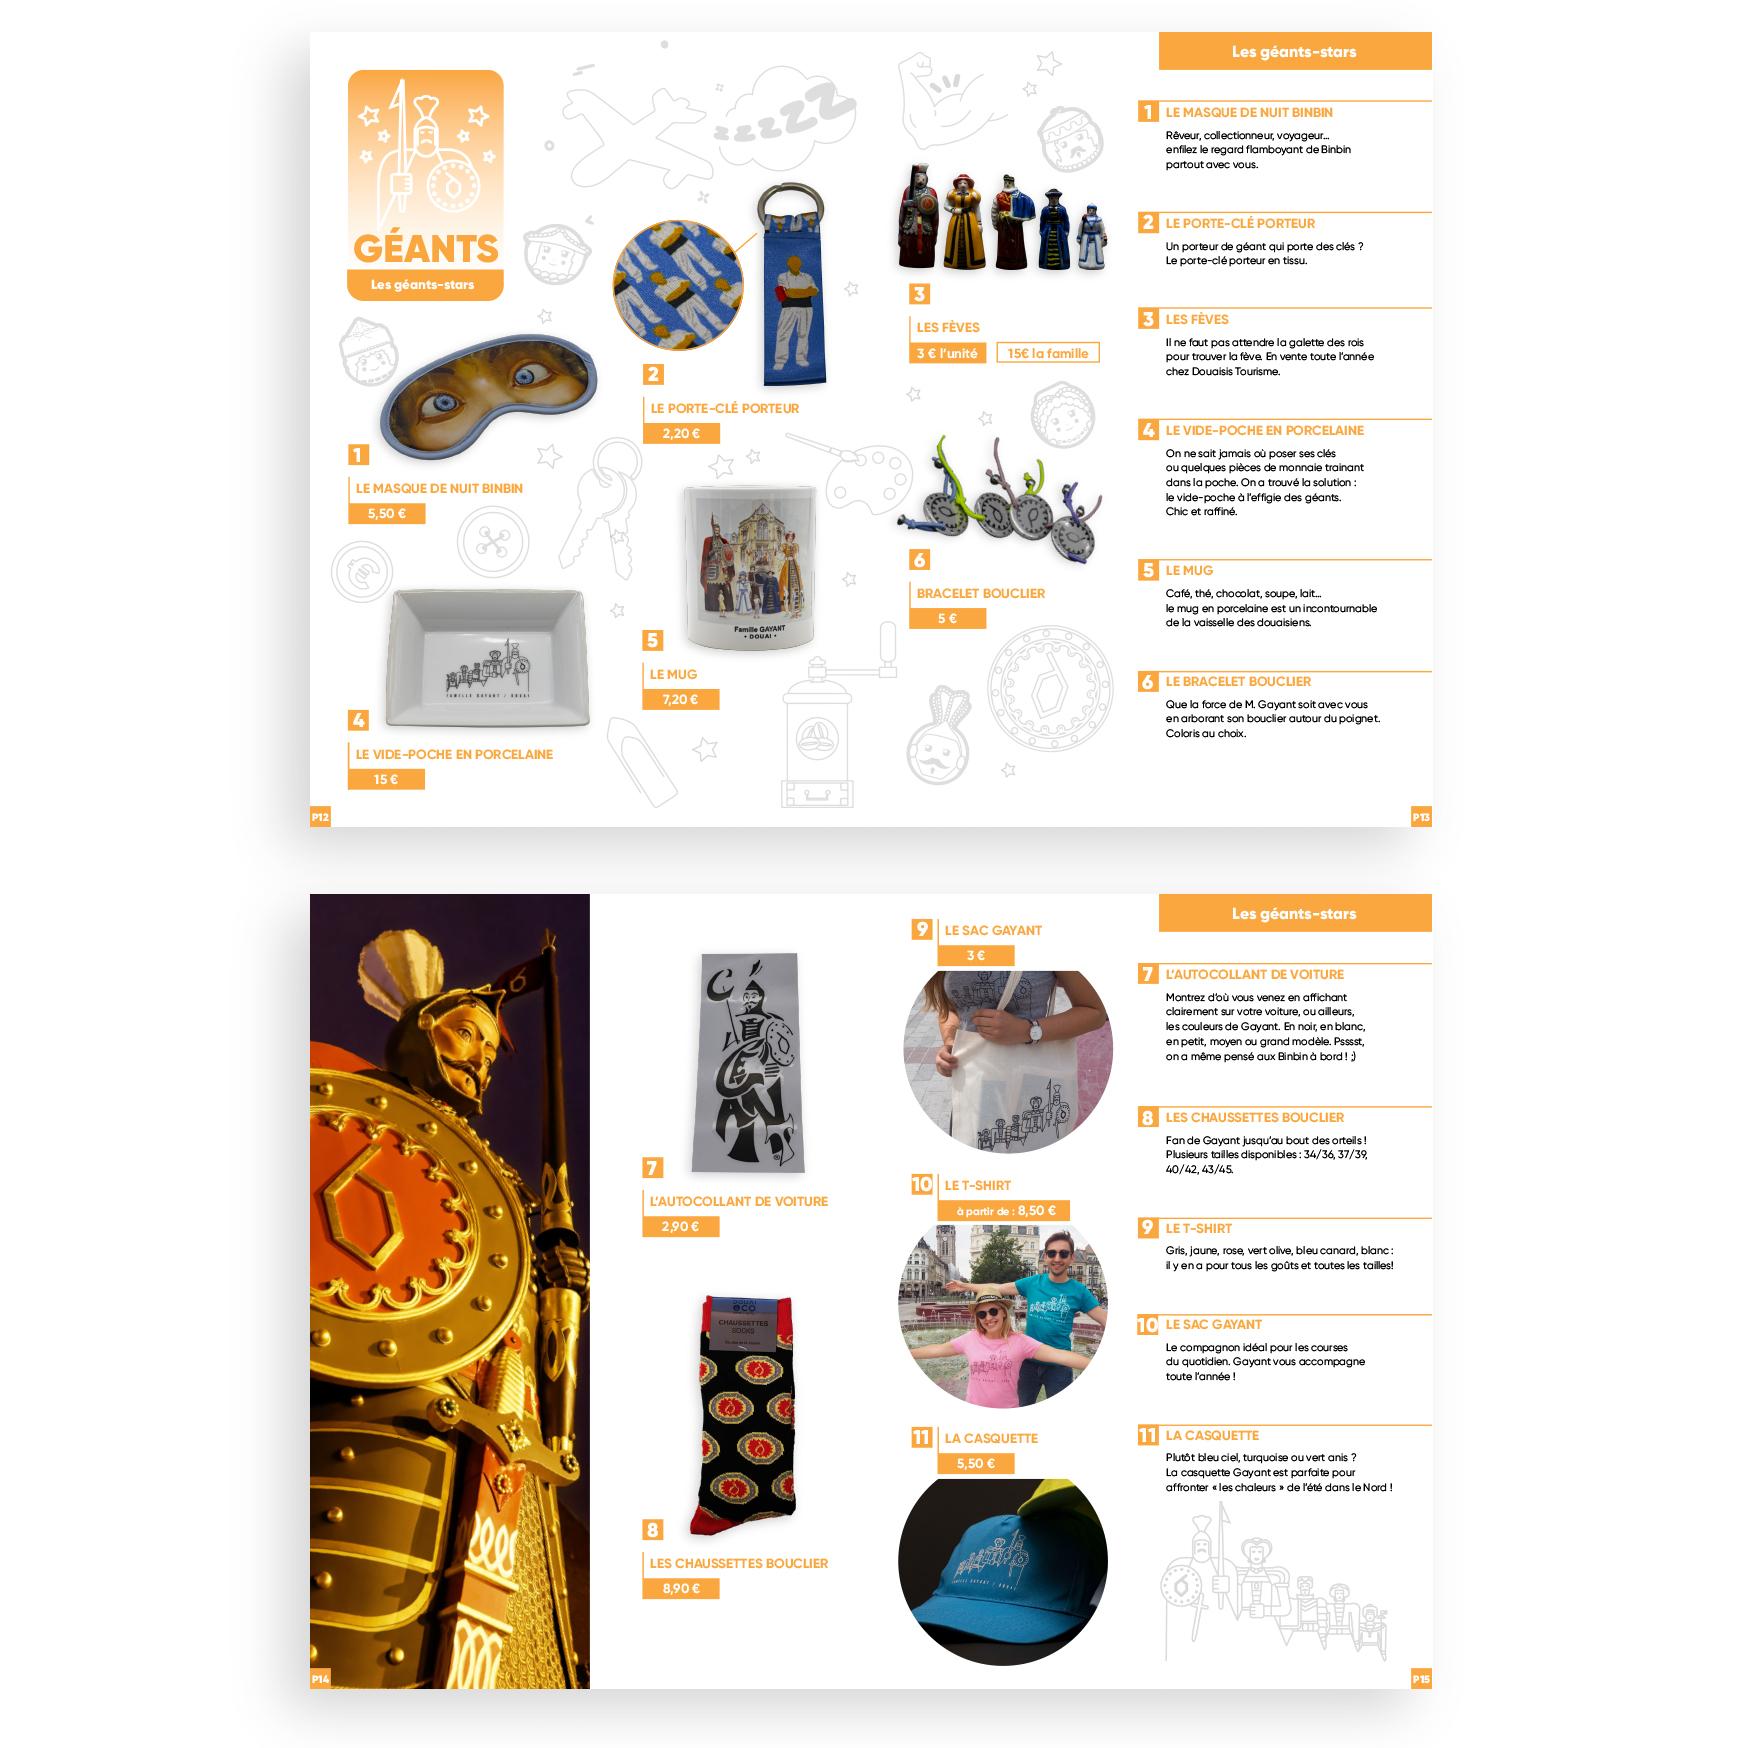 GÉANTS
Les géants-stars
zzzzz
1
LE MASQUE DE NUIT BINBIN
5,50 €
2
LE PORTE-CLÉ PORTEUR
2,20 €
3
LES FÈVES
3 € l'unité
15€ la famille
4
LE VIDE-POCHE EN PORCELAINE
15 €
FAMILLE GAYANT / DOUAI
5
LE MUG
7,20 €
Famille GAYANT
• DOUAI •
6
BRACELET BOUCLIER
5 €
Les géants-stars
1 LE MASQUE DE NUIT BINBIN
Rêveur, collectionneur, voyageur...
enfilez le regard flamboyant de Binbin
partout avec vous.
2 LE PORTE-CLÉ PORTEUR
Un porteur de géant qui porte des clés ?
Le porte-clé porteur en tissu.
3 LES FÈVES
Il ne faut pas attendre la galette des rois
pour trouver la fève. En vente toute l'année
chez Douaisis Tourisme.
4 LE VIDE-POCHE EN PORCELAINE
On ne sait jamais où poser ses clés
ou quelques pièces de monnaie trainant
dans la poche. On a trouvé la solution :
le vide-poche à l'effigie des géants.
Chic et raffiné.
5 LE MUG
Café, thé, chocolat, soupe, lait...
le mug en porcelaine est un incontournable
de la vaisselle des douaisiens.
6 LE BRACELET BOUCLIER
Que la force de M. Gayant soit avec vous
en arborant son bouclier autour du poignet.
Coloris au choix.
P12
P13
7
L'AUTOCOLLANT DE VOITURE
2,90 €
DOUAI
&CO
CHAUSSETTES
SOCKS
8
LES CHAUSSETTES BOUCLIER
8,90 €
9 LE SAC GAYANT
3 €
10 LE T-SHIRT
à partir de : 8,50 €
11 LA CASQUETTE
5,50 €
FAMILLE GAYANT / DOUAI
Les géants-stars
7 L'AUTOCOLLANT DE VOITURE
Montrez d'où vous venez en affichant
clairement sur votre voiture, ou ailleurs,
les couleurs de Gayant. En noir, en blanc,
en petit, moyen ou grand modèle. Psssst,
on a même pensé aux Binbin à bord ! ;)
8 LES CHAUSSETTES BOUCLIER
Fan de Gayant jusqu'au bout des orteils !
Plusieurs tailles disponibles : 34/36, 37/39,
40/42, 43/45.
9 LE T-SHIRT
Gris, jaune, rose, vert olive, bleu canard, blanc :
il y en a pour tous les goûts et toutes les tailles!
10 LE SAC GAYANT
Le compagnon idéal pour les courses
du quotidien. Gayant vous accompagne
toute l'année !
11 LA CASQUETTE
Plutôt bleu ciel, turquoise ou vert anis ?
La casquette Gayant est parfaite pour
affronter « les chaleurs » de l'été dans le Nord !
P14
P15